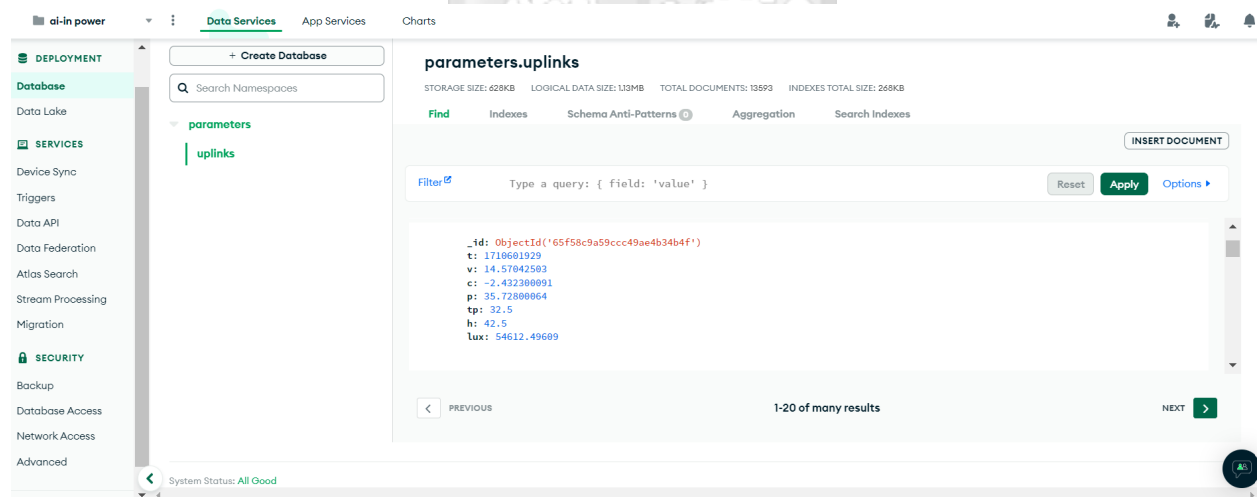 ai-in power
Data Services
App Services
Charts
DEPLOYMENT
Database
Data Lake
SERVICES
Device Sync
Triggers
Data API
Data Federation
Atlas Search
Stream Processing
Migration
SECURITY
Backup
Database Access
Network Access
Advanced
+ Create Database
Search Namespaces
parameters
uplinks
parameters.uplinks
STORAGE SIZE: 628KB LOGICAL DATA SIZE: 1.13MB TOTAL DOCUMENTS: 13593 INDEXES TOTAL SIZE: 268KB
Find Indexes Schema Anti-Patterns 0 Aggregation Search Indexes
INSERT DOCUMENT
Filter Type a query: { field: 'value' } Reset Apply Options
_id: ObjectId('65f58c9a59ccc49ae4b34b4f')
t: 1710601929
v: 14.57042503
c: -2.432300091
p: 35.72800064
tp: 32.5
h: 42.5
lux: 54612.49609
PREVIOUS 1-20 of many results NEXT
System Status: All Good